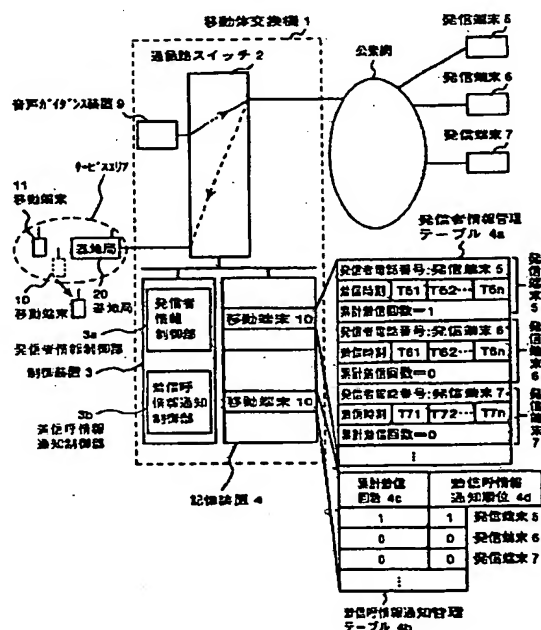 移動体交換機 1
通話路スイッチ 2
公衆網
発信端末 5
発信端末 6
発信端末 7
音声ガイダンス装置 9
サービスエリア
11
移動端末
基地局
10
移動端末
20
基地局
発信者情報管理
テーブル 4a
発信者電話番号:発信端末 5
着信時刻 T51 T52… T5n
累計着信回数=1
発信端末5
発信者電話番号:発信端末 6
着信時刻 T61 T62… T6n
累計着信回数=0
発信端末6
発信者電話番号:発信端末 7
着信時刻 T71 T72… T7n
累計着信回数=0
発信端末7
⋮
3a
発信者
情報
制御部
発信者情報制御部
制御装置 3
3b
着信呼
情報通知
制御部
着信呼情報
通知制御部
移動端末 10
移動端末 10
記憶装置 4
累計着信
回数 4c
着信呼情報
通知順位 4d
1 1 発信端末 5
0 0 発信端末 6
0 0 発信端末 7
⋮
着信呼情報通知管理
テーブル 4b